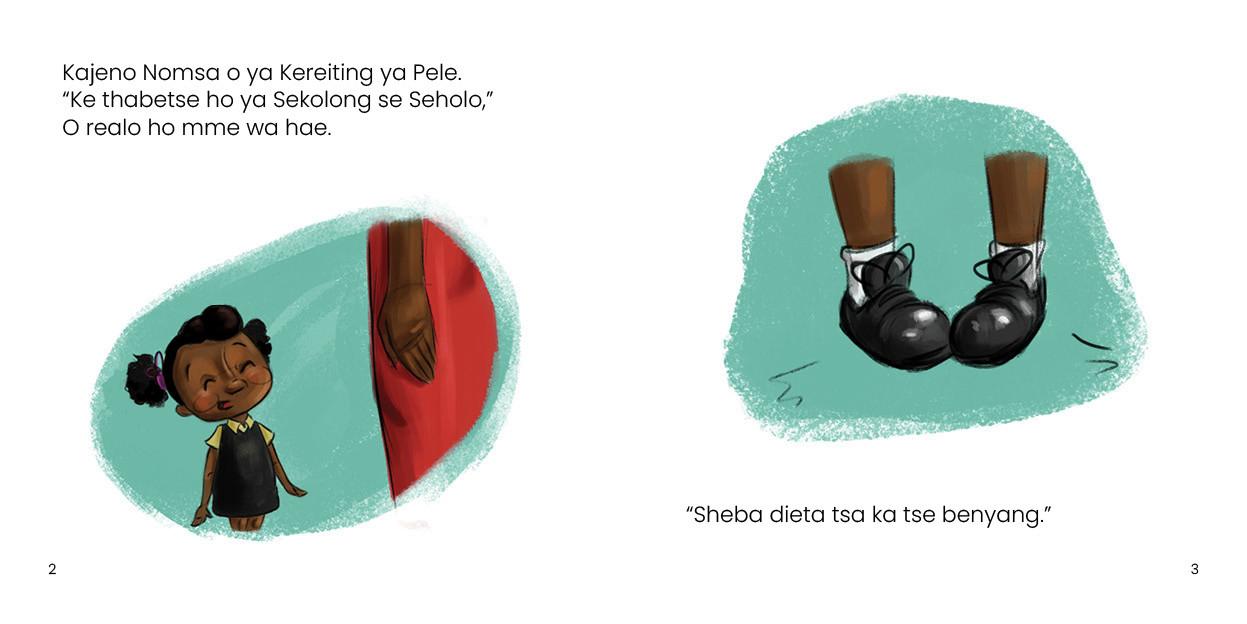 Kajeno Nomsa o ya Kereiting ya Pele.
“Ke thabetse ho ya Sekolong se Seholo,”
O realo ho mme wa hae.
“Sheba dieta tsa ka tse benyang.”
2
3